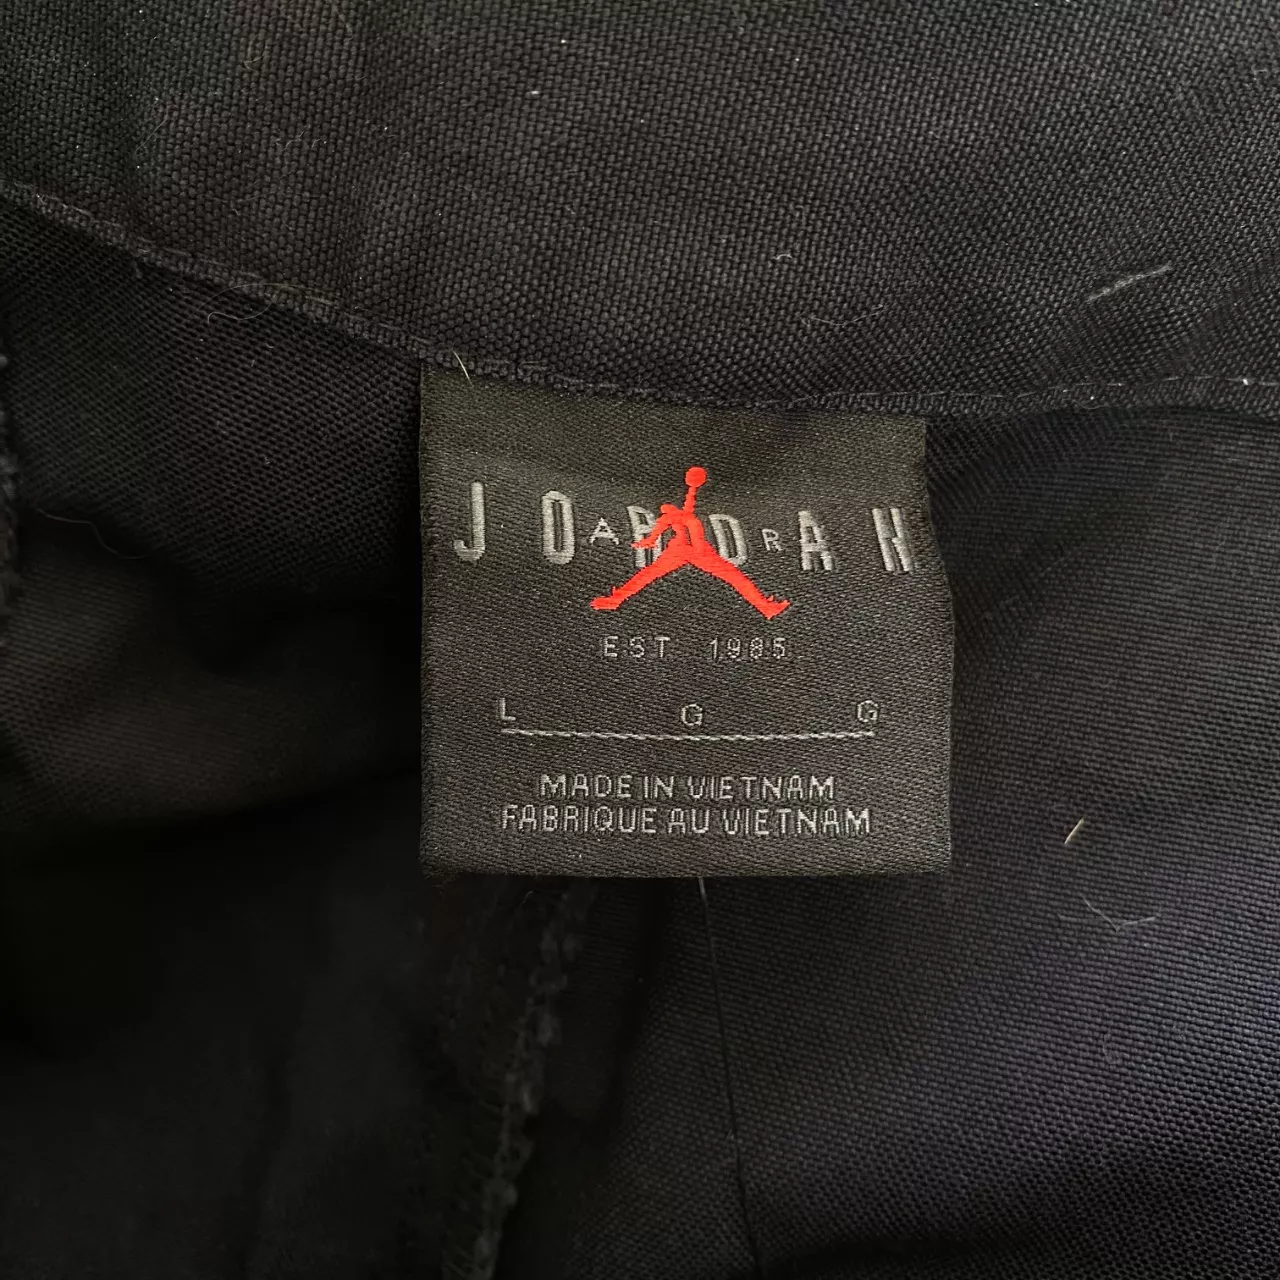 JORDAN
AIR
EST 1985
L G G
MADE IN VIETNAM
FABRIQUE AU VIETNAM